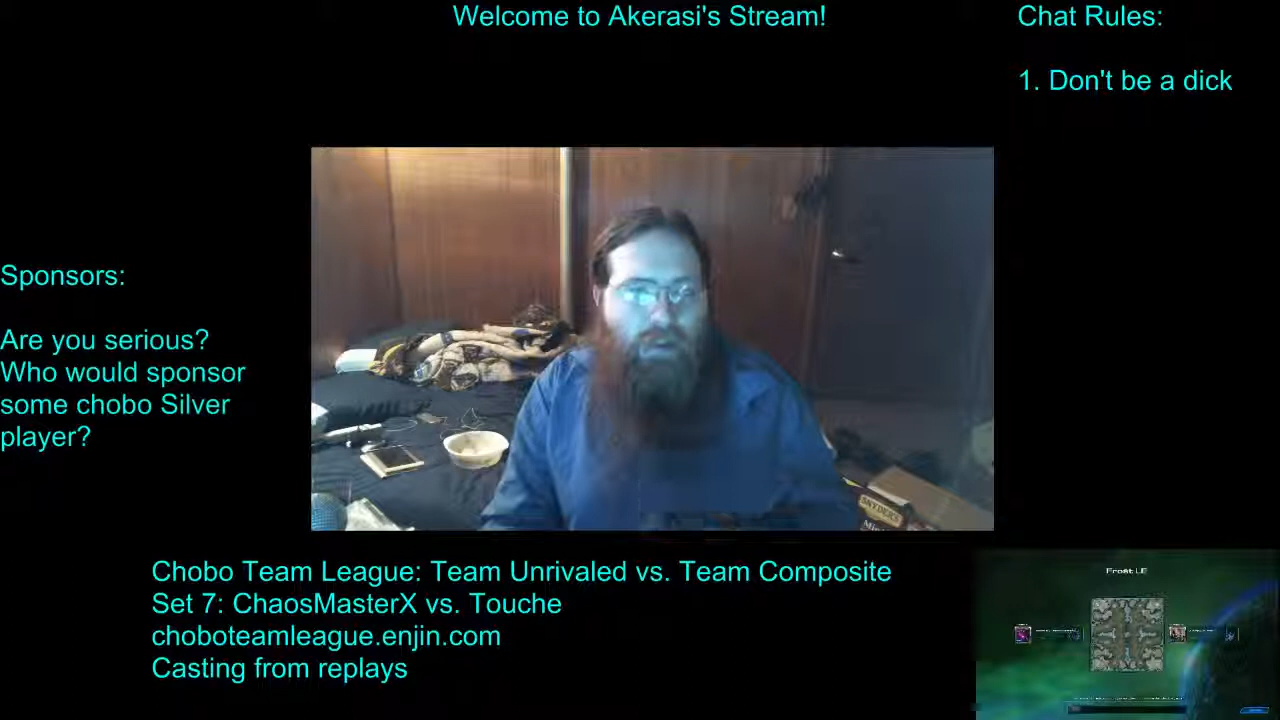 Welcome to Akerasi's Stream!
Chat Rules:
1. Don't be a dick
Sponsors:
Are you serious?
Who would sponsor
some chobo Silver
player?
SNYDER'S
Chobo Team League: Team Unrivaled vs. Team Composite
Set 7: ChaosMasterX vs. Touche
choboteamleague.enjin.com
Casting from replays
Frost LE